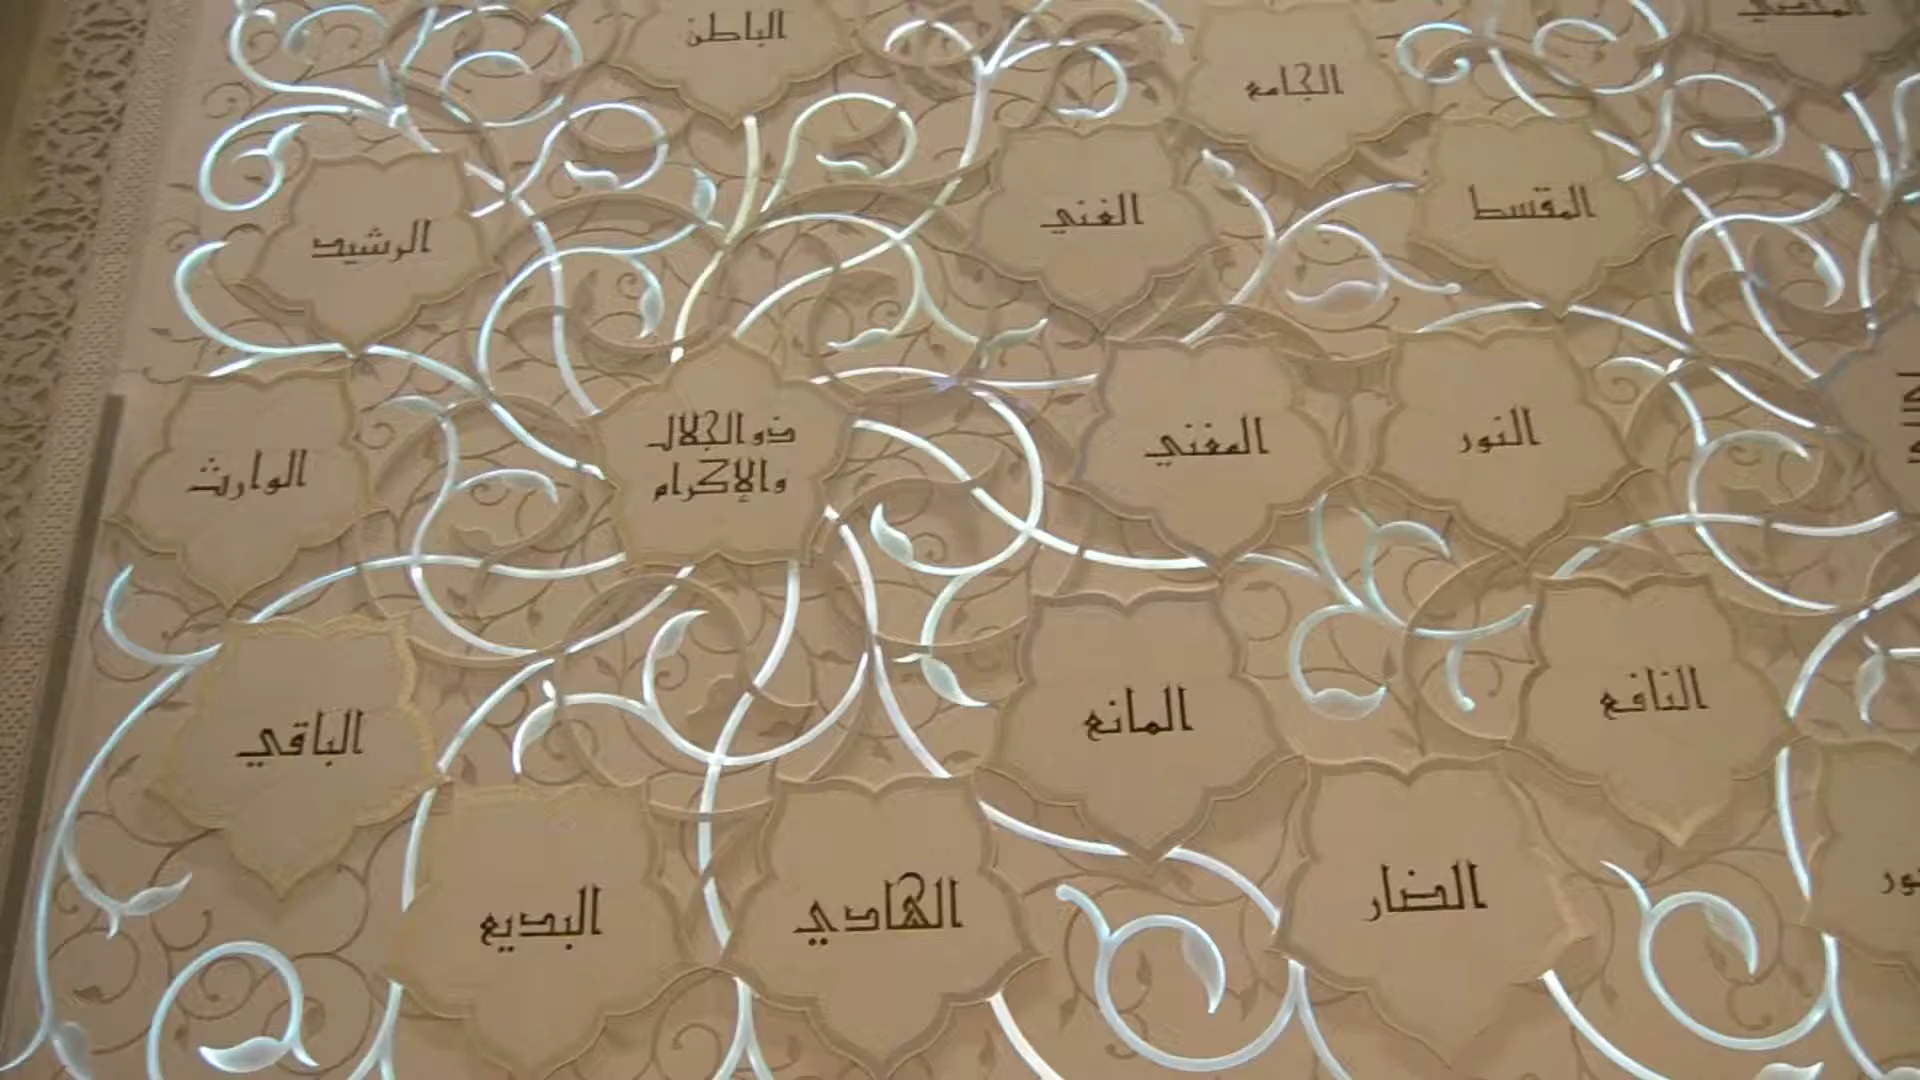 الباطن
الجامع
المقسط
الغني
الرشيد
النور
المغني
ذو الجلال
والإكرام
الوارث
النافع
المانع
الباقي
الضار
الهادي
البديع